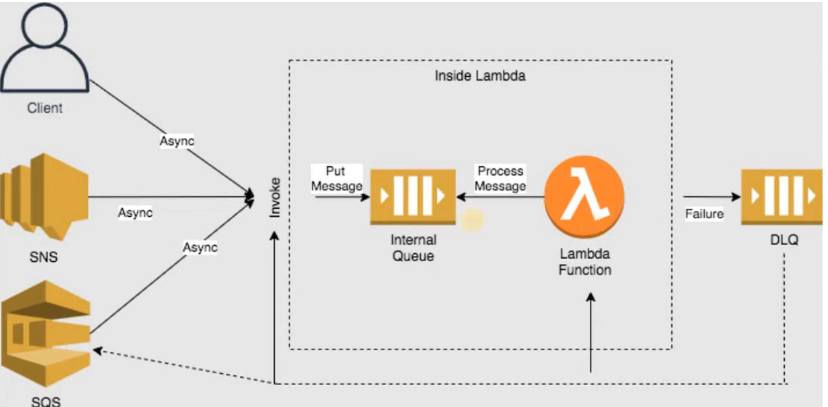 Inside Lambda
Client
Async
Put
Message
Process
Message
Invoke
Async
Failure
SNS
Internal
Queue
Lambda
Function
DLQ
Async
SQS